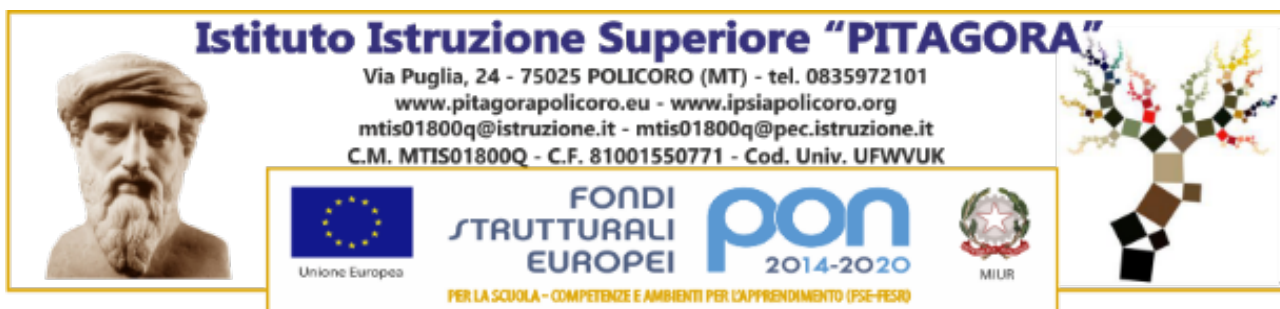 Istituto Istruzione Superiore “PITAGORA”
Via Puglia, 24 - 75025 POLICORO (MT) - tel. 0835972101
www.pitagorapolicoro.eu - www.ipsiapolicoro.org
mtis01800q@istruzione.it - mtis01800q@pec.istruzione.it
C.M. MTIS01800Q - C.F. 81001550771 - Cod. Univ. UFWVUK
Unione Europea
FONDI
STRUTTURALI
EUROPEI
pon
2014-2020
MIUR
PER LA SCUOLA - COMPETENZE E AMBIENTI PER L'APPRENDIMENTO (FSE-FESR)